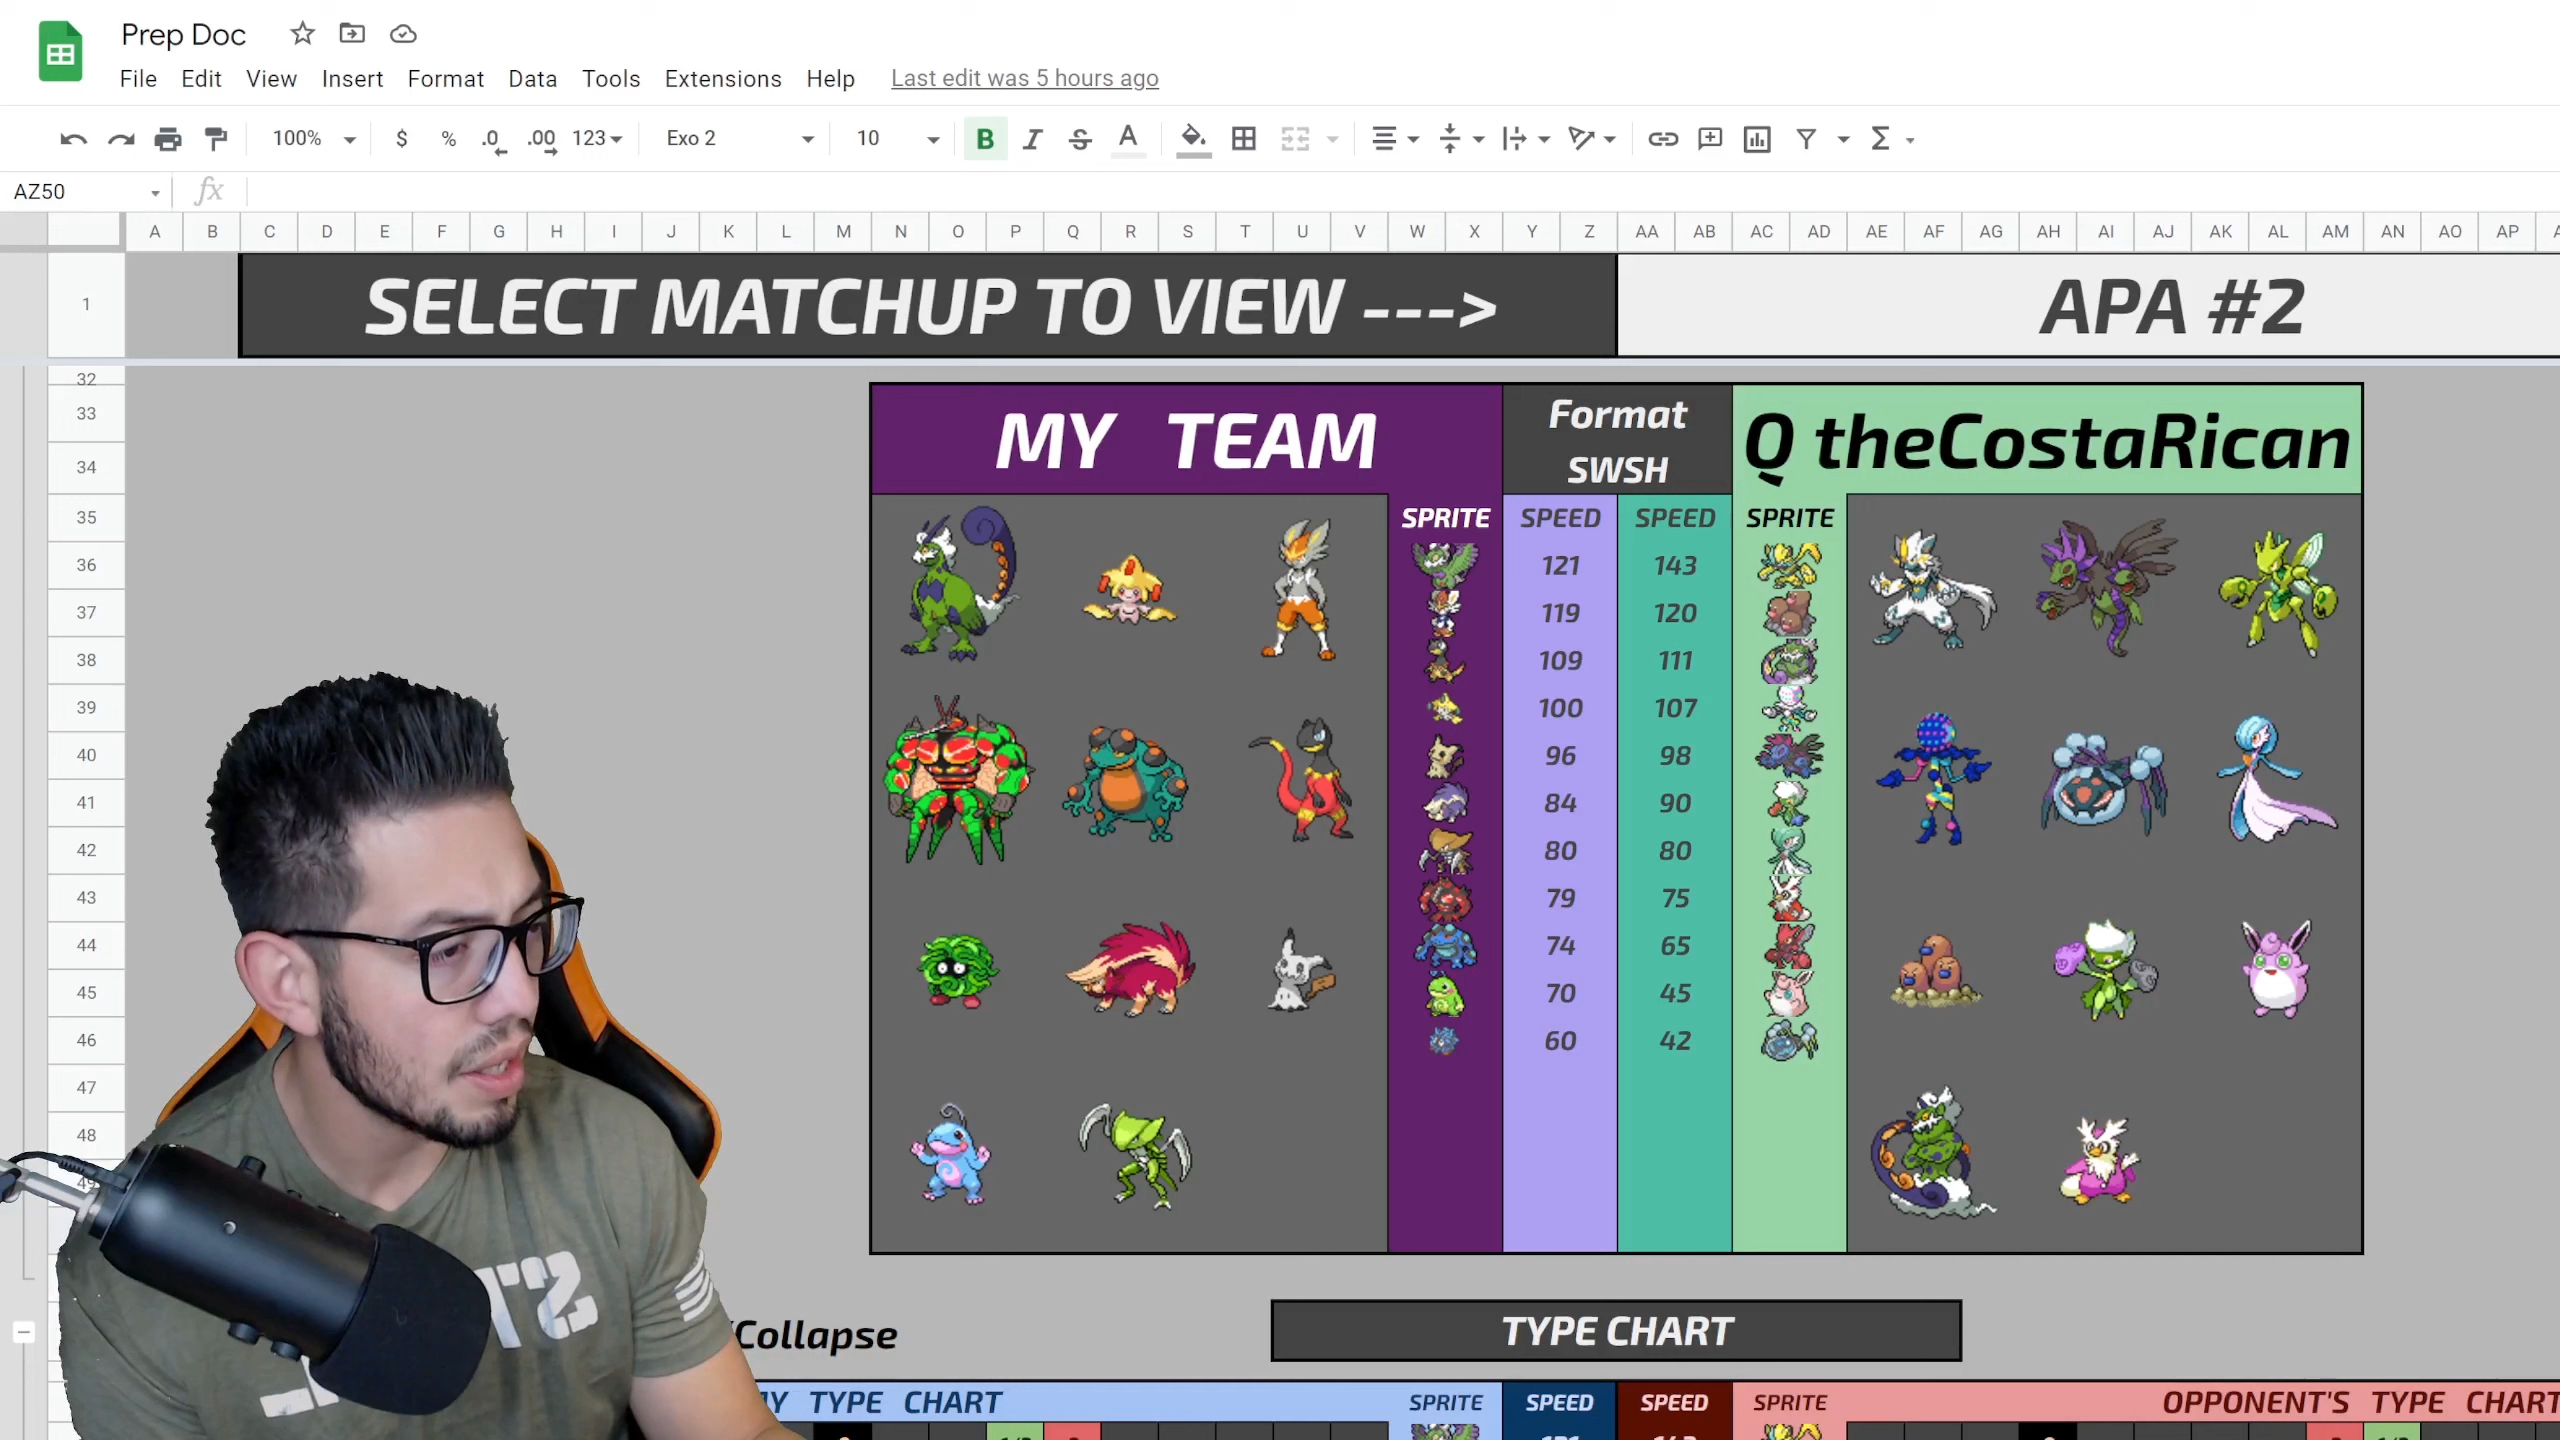 Prep Doc
File Edit View Insert Format Data Tools Extensions Help Last edit was 5 hours ago
100% $ % .0 .00 123 Exo 2 10 B I S A Σ
AZ50 fx
A B C D E F G H I J K L M N O P Q R S T U V W X Y Z AA AB AC AD AE AF AG AH AI AJ AK AL AM AN AO AP
1 SELECT MATCHUP TO VIEW ---> APA #2
32
33 MY TEAM Format Q theCostaRican
34 SWSH
35 SPRITE SPEED SPEED SPRITE
36 121 143
37 119 120
38 109 111
39 100 107
40 96 98
41 84 90
42 80 80
43 79 75
44 74 65
45 70 45
46 60 42
47
48
49
Collapse TYPE CHART
TYPE CHART SPRITE SPEED SPEED SPRITE OPPONENT'S TYPE CHART